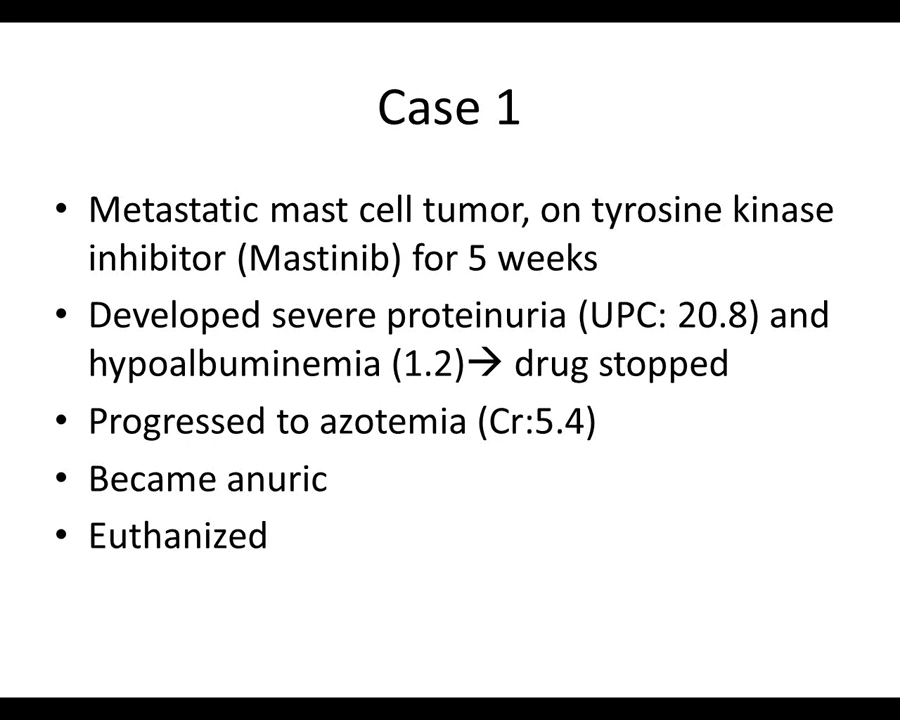 Case 1
• Metastatic mast cell tumor, on tyrosine kinase
inhibitor (Mastinib) for 5 weeks
• Developed severe proteinuria (UPC: 20.8) and
hypoalbuminemia (1.2)→ drug stopped
• Progressed to azotemia (Cr:5.4)
• Became anuric
• Euthanized